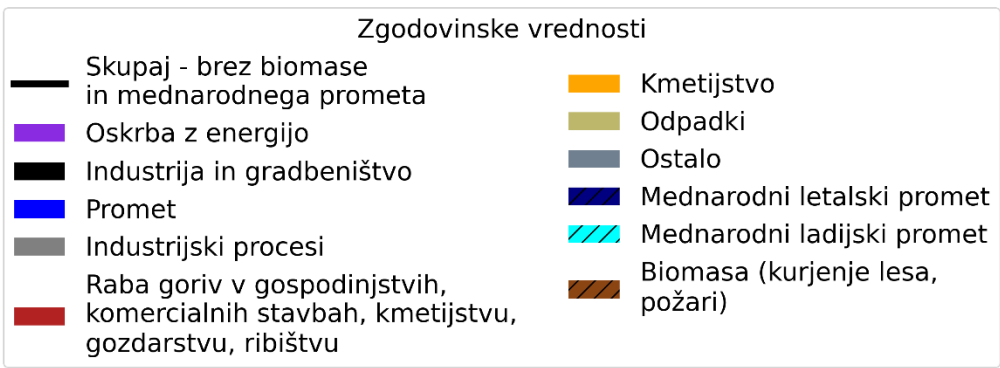 Zgodovinske vrednosti
Skupaj - brez biomase
in mednarodnega prometa
Oskrba z energijo
Industrija in gradbeništvo
Promet
Industrijski procesi
Raba goriv v gospodinjstvih,
komercialnih stavbah, kmetijstvu,
gozdarstvu, ribištvu
Kmetijstvo
Odpadki
Ostalo
Mednarodni letalski promet
Mednarodni ladijski promet
Biomasa (kurjenje lesa,
požari)